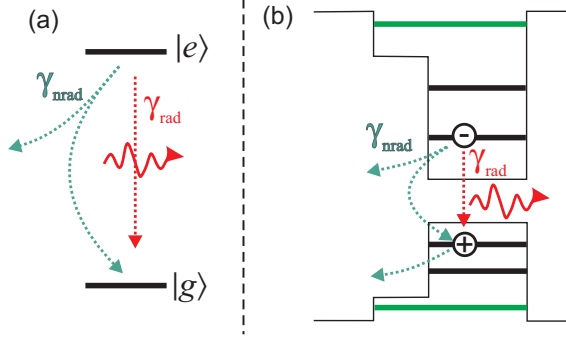 (a)
|e⟩
γnrad
γrad
|g⟩
(b)
−
γnrad
γrad
+